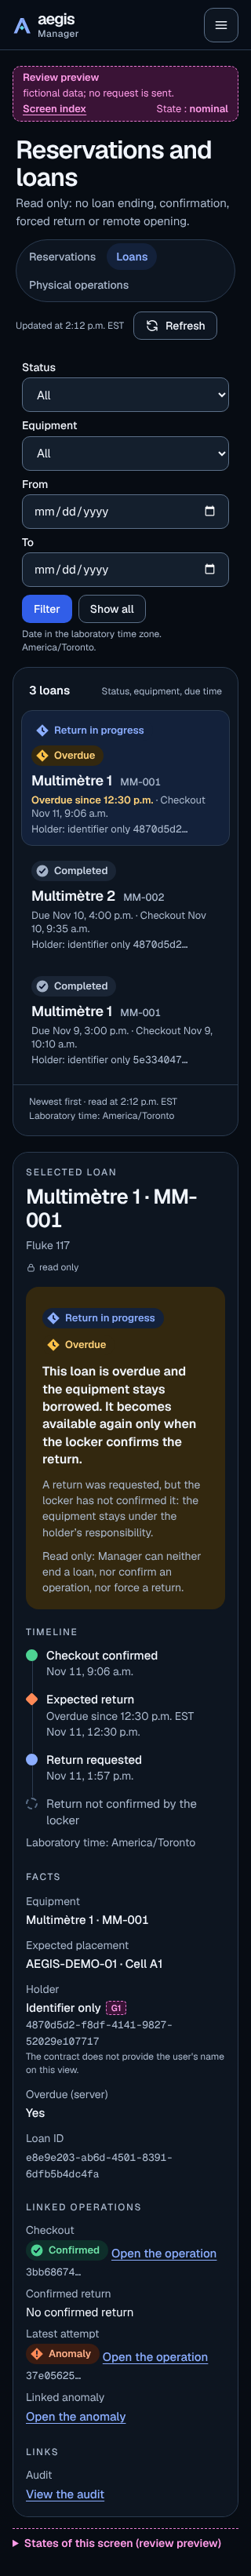 aegis
Manager
Review preview
fictional data; no request is sent.
Screen index State : nominal
Reservations and
loans
Read only: no loan ending, confirmation,
forced return or remote opening.
Reservations Loans
Physical operations
Updated at 2:12 p.m. EST Refresh
Status
All
Equipment
All
From
mm/dd/yyyy
To
mm/dd/yyyy
Filter Show all
Date in the laboratory time zone.
America/Toronto.
3 loans Status, equipment, due time
Return in progress
Overdue
Multimètre 1 MM-001
Overdue since 12:30 p.m. · Checkout
Nov 11, 9:06 a.m.
Holder: identifier only 4870d5d2…
Completed
Multimètre 2 MM-002
Due Nov 10, 4:00 p.m. · Checkout Nov
10, 9:35 a.m.
Holder: identifier only 4870d5d2…
Completed
Multimètre 1 MM-001
Due Nov 9, 3:00 p.m. · Checkout Nov 9,
10:10 a.m.
Holder: identifier only 5e334047…
Newest first · read at 2:12 p.m. EST
Laboratory time: America/Toronto
SELECTED LOAN
Multimètre 1 · MM-
001
Fluke 117
read only
Return in progress
Overdue
This loan is overdue and
the equipment stays
borrowed. It becomes
available again only when
the locker confirms the
return.
A return was requested, but the
locker has not confirmed it: the
equipment stays under the
holder's responsibility.
Read only: Manager can neither
end a loan, nor confirm an
operation, nor force a return.
TIMELINE
Checkout confirmed
Nov 11, 9:06 a.m.
Expected return
Overdue since 12:30 p.m. EST
Nov 11, 12:30 p.m.
Return requested
Nov 11, 1:57 p.m.
Return not confirmed by the
locker
Laboratory time: America/Toronto
FACTS
Equipment
Multimètre 1 · MM-001
Expected placement
AEGIS-DEMO-01 · Cell A1
Holder
Identifier only G1
4870d5d2-f8df-4141-9827-
52029e107717
The contract does not provide the user's name
on this view.
Overdue (server)
Yes
Loan ID
e8e9e203-ab6d-4501-8391-
6dfb5b4dc4fa
LINKED OPERATIONS
Checkout
Confirmed Open the operation
3bb68674…
Confirmed return
No confirmed return
Latest attempt
Anomaly Open the operation
37e05625…
Linked anomaly
Open the anomaly
LINKS
Audit
View the audit
States of this screen (review preview)